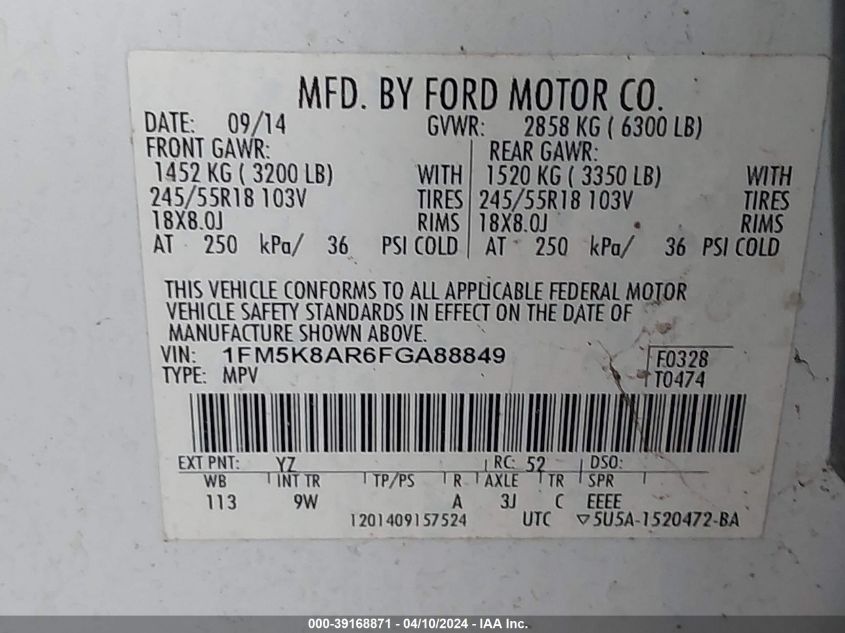 MFD. BY FORD MOTOR CO.
DATE: 09/14 GVWR: 2858 KG ( 6300 LB)
FRONT GAWR: REAR GAWR:
1452 KG ( 3200 LB) WITH 1520 KG ( 3350 LB) WITH
245/55R18 103V TIRES 245/55R18 103V TIRES
18X8.0J RIMS 18X8.0J RIMS
AT 250 kPa/ 36 PSI COLD AT 250 kPa/ 36 PSI COLD
THIS VEHICLE CONFORMS TO ALL APPLICABLE FEDERAL MOTOR
VEHICLE SAFETY STANDARDS IN EFFECT ON THE DATE OF
MANUFACTURE SHOWN ABOVE.
VIN: 1FM5K8AR6FGA88849 F0328
TYPE: MPV T0474
EXT PNT: YZ RC: 52 DSO:
WB INT TR TP/PS R AXLE TR SPR
113 9W A 3J C EEEE
1201409157524 UTC ▽5U5A-1520472-BA
000-39168871 - 04/10/2024 - IAA Inc.